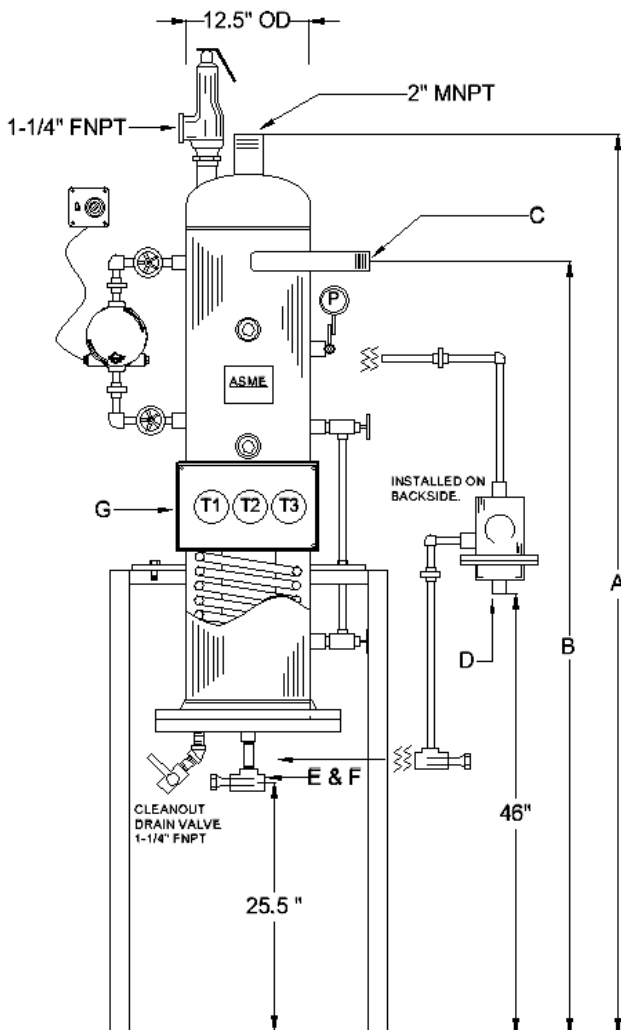 12.5" OD
2" MNPT
1-1/4" FNPT
C
P
ASME
INSTALLED ON
BACKSIDE.
G
T1 T2 T3
A
B
D
E & F
CLEANOUT
DRAIN VALVE
1-1/4" FNPT
46"
25.5 "